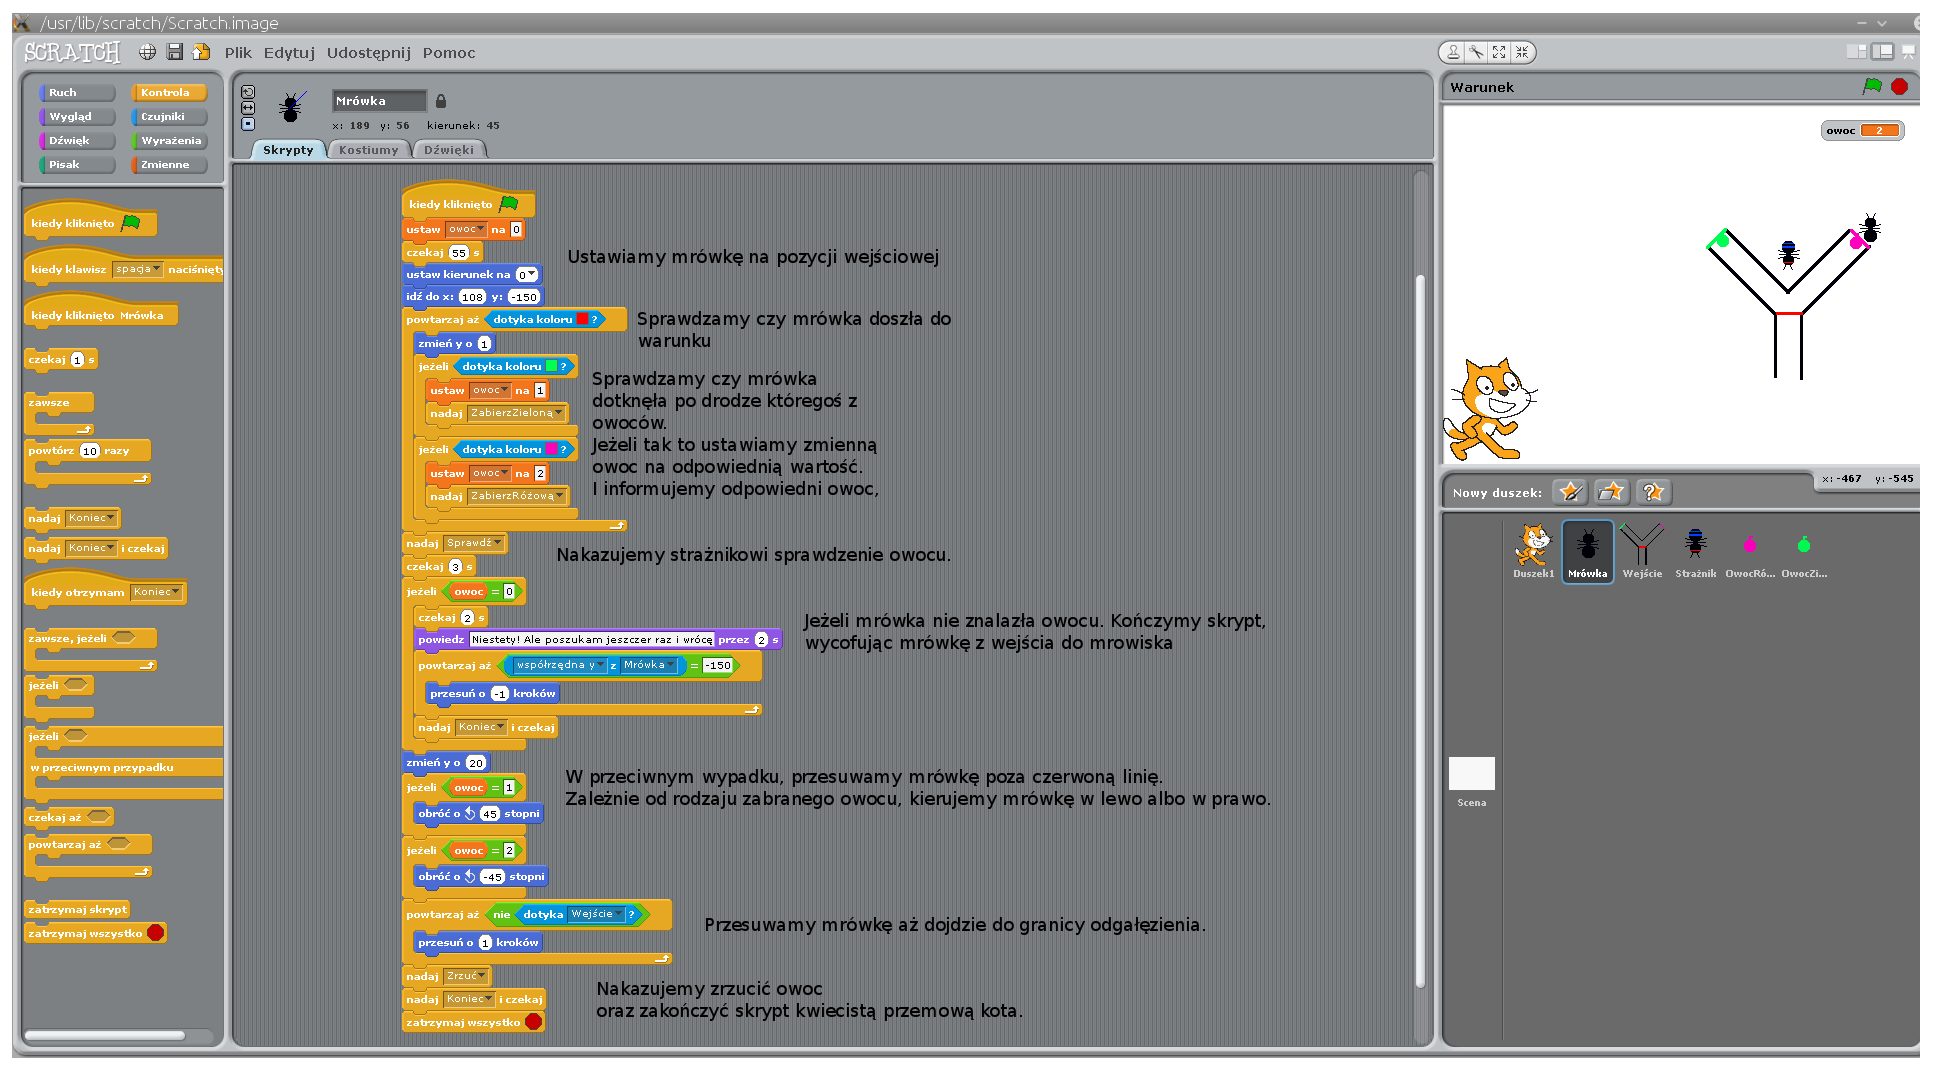 /usr/lib/scratch/Scratch.image
SCRATCH Plik Edytuj Udostępnij Pomoc
Ruch Kontrola
Wygląd Czujniki
Dźwięk Wyrażenia
Pisak Zmienne
kiedy kliknięto
kiedy klawisz spacja naciśnięty
kiedy kliknięto Mrówka
czekaj 1 s
zawsze
powtórz 10 razy
nadaj Koniec
nadaj Koniec i czekaj
kiedy otrzymam Koniec
zawsze, jeżeli
jeżeli
jeżeli
w przeciwnym przypadku
czekaj aż
powtarzaj aż
zatrzymaj skrypt
zatrzymaj wszystko
Mrówka
x: 189 y: 56 kierunek: 45
Skrypty Kostiumy Dźwięki
kiedy kliknięto
ustaw owoc na 0
czekaj 55 s
Ustawiamy mrówkę na pozycji wejściowej
ustaw kierunek na 0
idź do x: 108 y: -150
powtarzaj aż dotyka koloru ?
Sprawdzamy czy mrówka doszła do
warunku
zmień y o 1
jeżeli dotyka koloru ?
ustaw owoc na 1
nadaj ZabierzZieloną
Sprawdzamy czy mrówka
dotknęła po drodze któregoś z
owoców.
Jeżeli tak to ustawiamy zmienną
owoc na odpowiednią wartość.
I informujemy odpowiedni owoc,
jeżeli dotyka koloru ?
ustaw owoc na 2
nadaj ZabierzRóżową
nadaj Sprawdź
Nakazujemy strażnikowi sprawdzenie owocu.
czekaj 3 s
jeżeli owoc = 0
czekaj 2 s
powiedz Niestety! Ale poszukam jeszczer raz i wrócę przez 2 s
Jeżeli mrówka nie znalazła owocu. Kończymy skrypt,
wycofując mrówkę z wejścia do mrowiska
powtarzaj aż współrzędna y z Mrówka = -150
przesuń o -1 kroków
nadaj Koniec i czekaj
zmień y o 20
W przeciwnym wypadku, przesuwamy mrówkę poza czerwoną linię.
Zależnie od rodzaju zabranego owocu, kierujemy mrówkę w lewo albo w prawo.
jeżeli owoc = 1
obróć o 45 stopni
jeżeli owoc = 2
obróć o -45 stopni
powtarzaj aż nie dotyka Wejście ?
Przesuwamy mrówkę aż dojdzie do granicy odgałęzienia.
przesuń o 1 kroków
nadaj Zrzuć
nadaj Koniec i czekaj
zatrzymaj wszystko
Nakazujemy zrzucić owoc
oraz zakończyć skrypt kwiecistą przemową kota.
Warunek
owoc 2
x: -467 y: -545
Nowy duszek:
Duszek1 Mrówka Wejście Strażnik OwocRó... OwocZi...
Scena